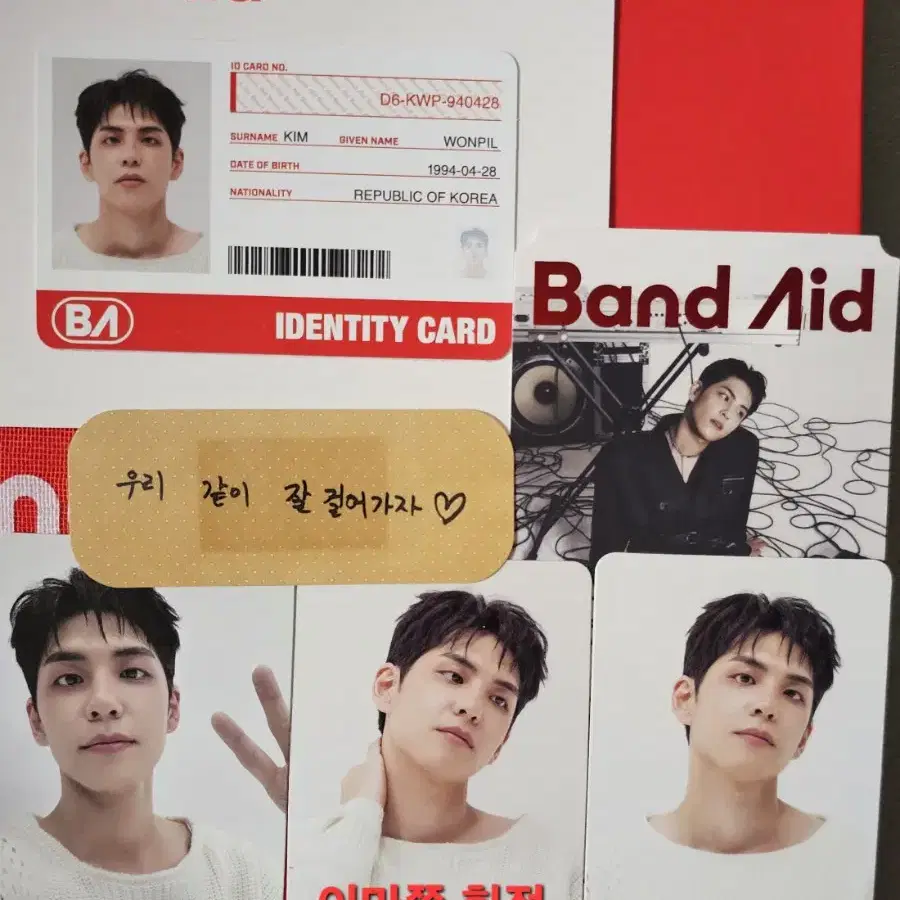 ID CARD NO.
D6-KWP-940428
SURNAME KIM GIVEN NAME WONPIL
DATE OF BIRTH 1994-04-28
NATIONALITY REPUBLIC OF KOREA
BA IDENTITY CARD
Band Aid
n
우리 같이 잘 걸어가자♡